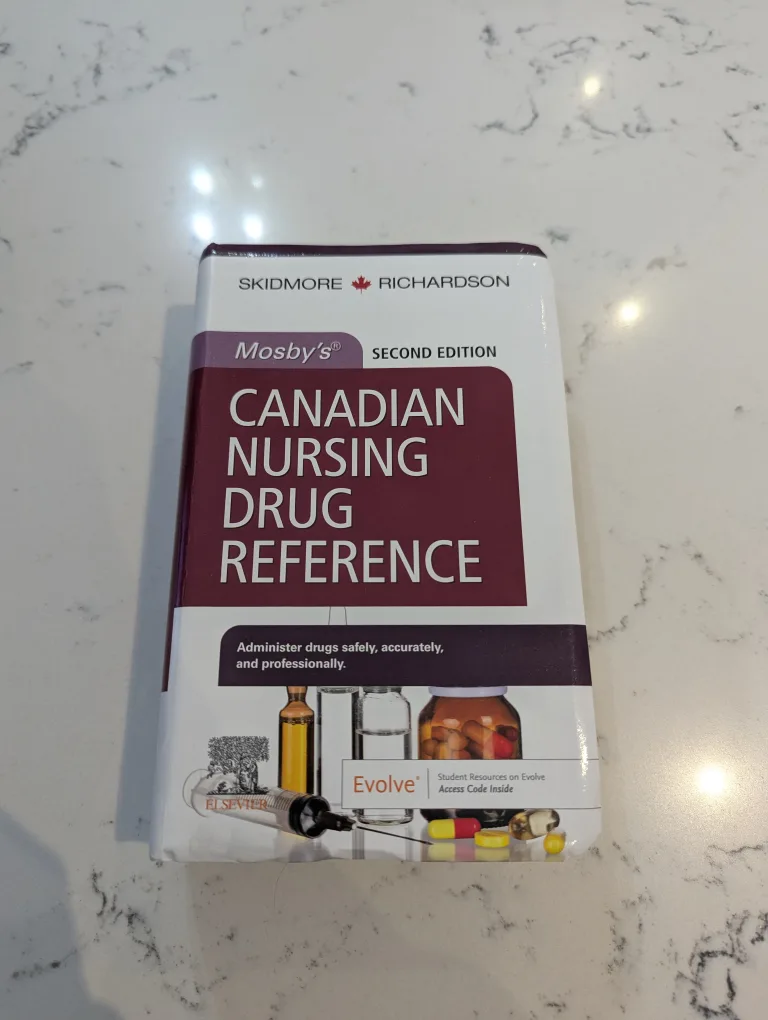 SKIDMORE RICHARDSON
Mosby's® SECOND EDITION
CANADIAN
NURSING
DRUG
REFERENCE
Administer drugs safely, accurately,
and professionally.
Evolve® Student Resources on Evolve
Access Code Inside
ELSEVIER